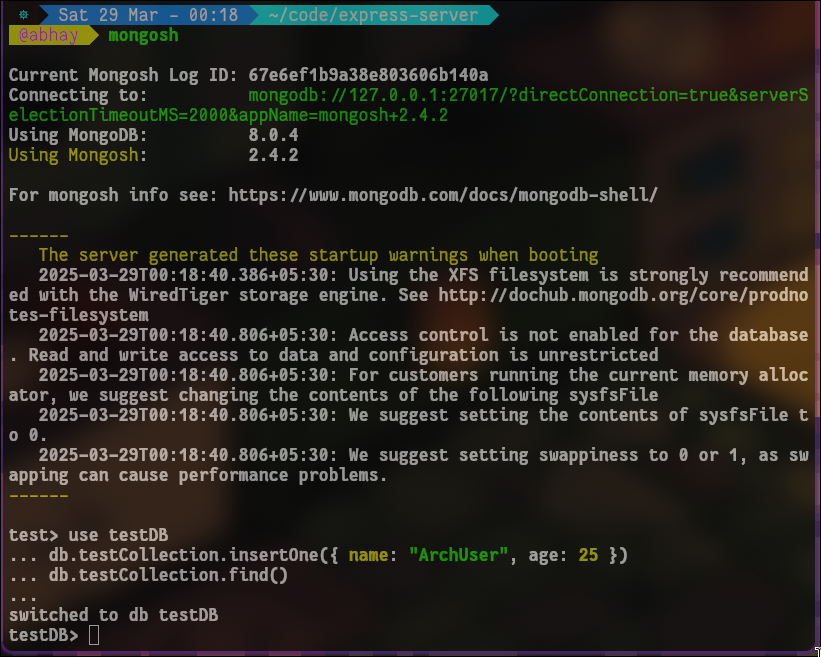 Sat 29 Mar - 00:18 ~/code/express-server
@abhay mongosh
Current Mongosh Log ID: 67e6ef1b9a38e803606b140a
Connecting to: mongodb://127.0.0.1:27017/?directConnection=true&serverS
electionTimeoutMS=2000&appName=mongosh+2.4.2
Using MongoDB: 8.0.4
Using Mongosh: 2.4.2
For mongosh info see: https://www.mongodb.com/docs/mongodb-shell/
------
The server generated these startup warnings when booting
2025-03-29T00:18:40.386+05:30: Using the XFS filesystem is strongly recommend
ed with the WiredTiger storage engine. See http://dochub.mongodb.org/core/prodno
tes-filesystem
2025-03-29T00:18:40.806+05:30: Access control is not enabled for the database
. Read and write access to data and configuration is unrestricted
2025-03-29T00:18:40.806+05:30: For customers running the current memory alloc
ator, we suggest changing the contents of the following sysfsFile
2025-03-29T00:18:40.806+05:30: We suggest setting the contents of sysfsFile t
o 0.
2025-03-29T00:18:40.806+05:30: We suggest setting swappiness to 0 or 1, as sw
apping can cause performance problems.
------
test> use testDB
... db.testCollection.insertOne({ name: "ArchUser", age: 25 })
... db.testCollection.find()
...
switched to db testDB
testDB>